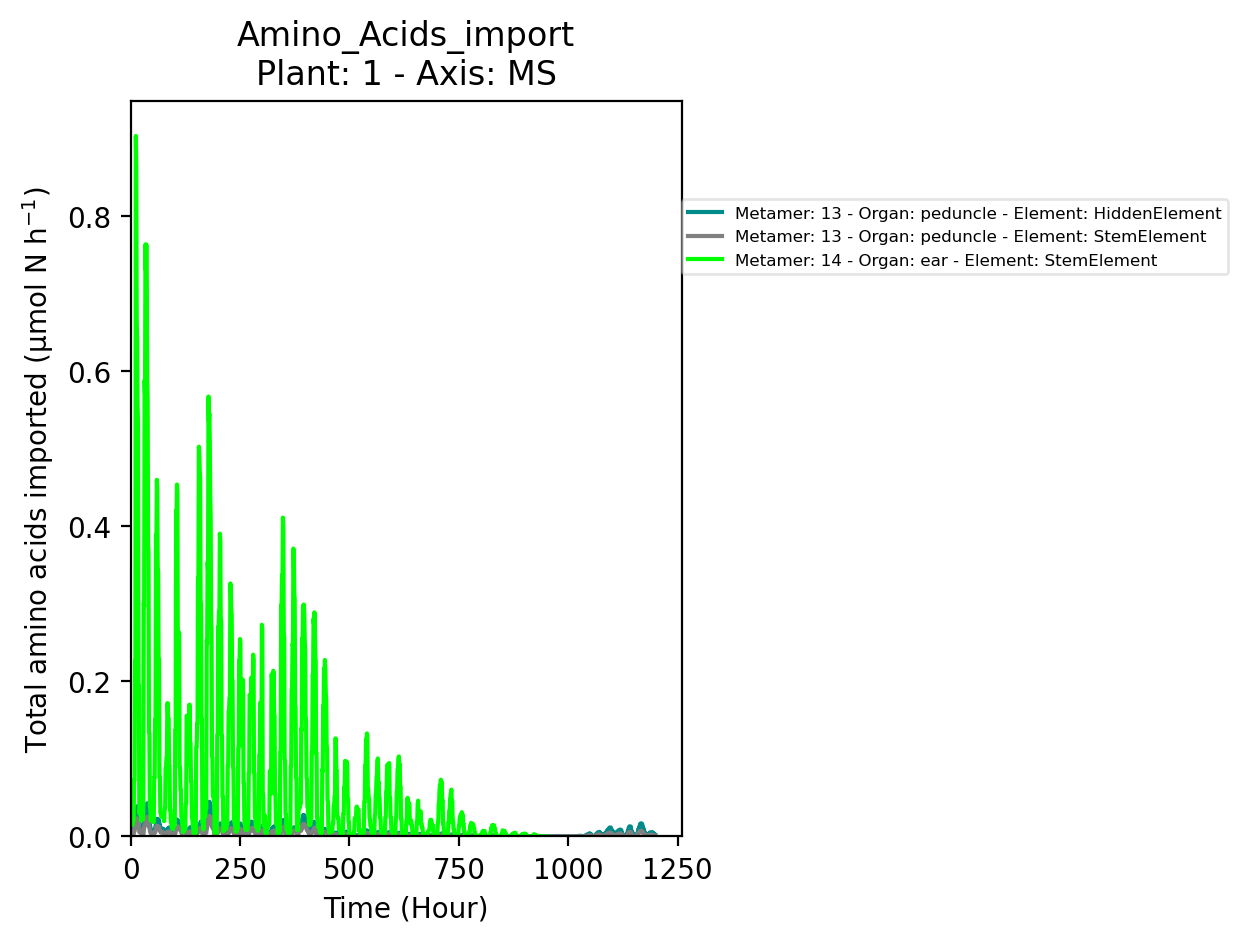 Amino_Acids_import
Plant: 1 - Axis: MS
Total amino acids imported (µmol N h⁻¹)
0.8
0.6
0.4
0.2
0.0
0 250 500 750 1000 1250
Time (Hour)
Metamer: 13 - Organ: peduncle - Element: HiddenElement
Metamer: 13 - Organ: peduncle - Element: StemElement
Metamer: 14 - Organ: ear - Element: StemElement